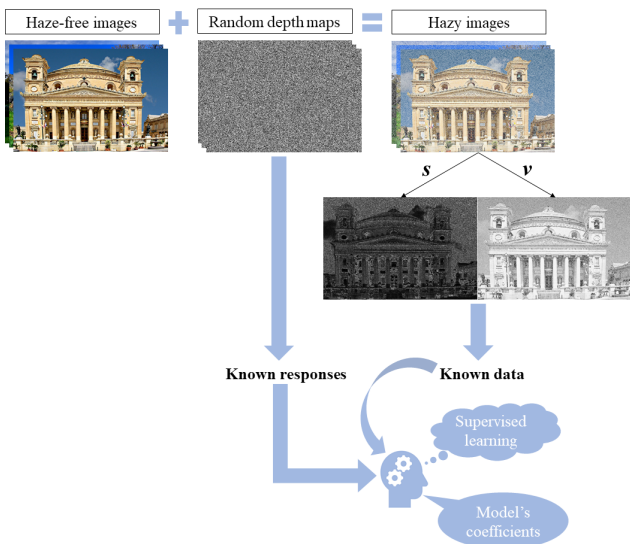 Haze-free images
Random depth maps
Hazy images
s
v
Known responses
Known data
Supervised
learning
Model's
coefficients